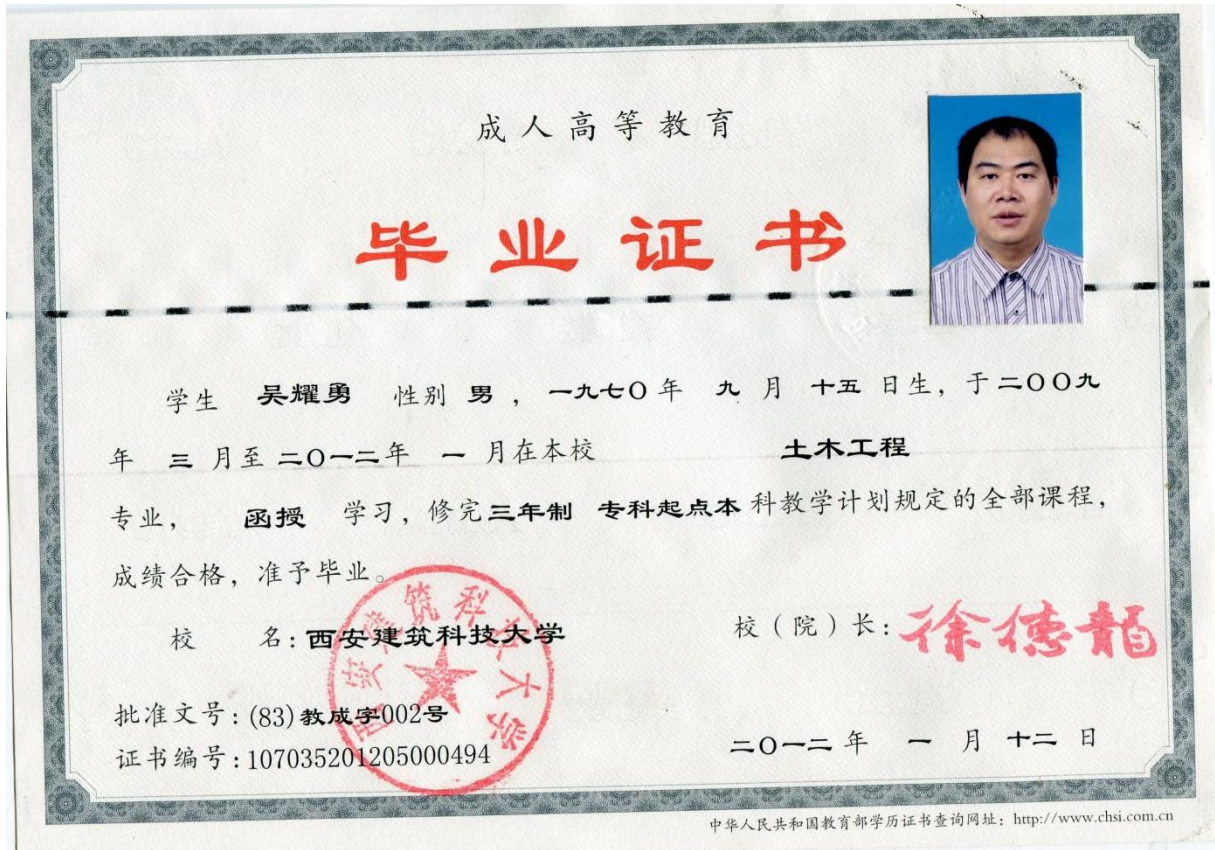 成人高等教育
毕业证书
学生 吴耀勇 性别 男 ，一九七〇年 九 月 十五 日生，于二〇〇九
年 三 月至二〇一二年 一 月在本校 土木工程
专业， 函授 学习，修完三年制 专科起点本科教学计划规定的全部课程，
成绩合格，准予毕业。
校 名：西安建筑科技大学
西安建筑科技大学
校（院）长：徐德龍
批准文号：(83)教成字002号
证书编号：107035201205000494
二〇一二 年 一 月 十二 日
中华人民共和国教育部学历证书查询网址：http://www.chsi.com.cn